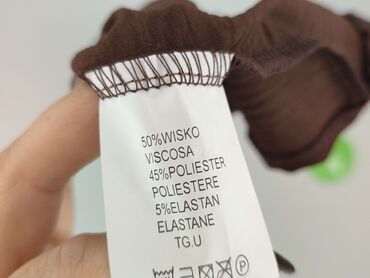 50%WISKO
VISCOSA
45%POLIESTER
POLIESTERE
5%ELASTAN
ELASTANE
TG.U